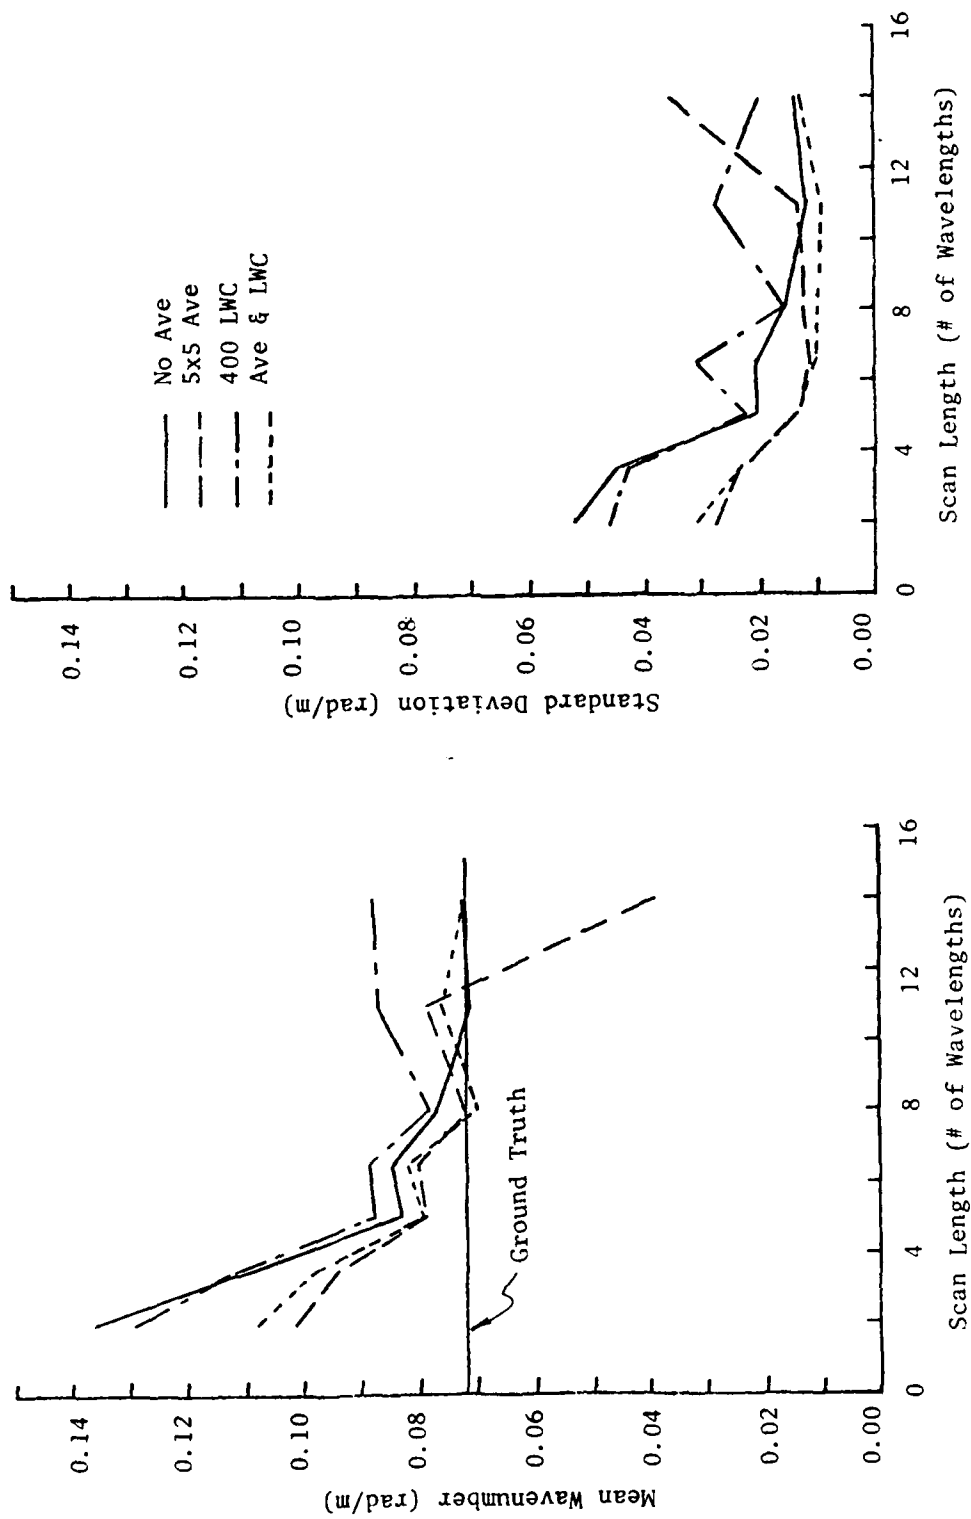 Mean Wavenumber (rad/m)
0.14
0.12
0.10
0.08
0.06
0.04
0.02
0.00
Ground Truth
0
4
8
12
16
Scan Length (# of Wavelengths)
Standard Deviation (rad/m)
0.14
0.12
0.10
0.08
0.06
0.04
0.02
0.00
No Ave
5x5 Ave
400 LWC
Ave & LWC
0
4
8
12
16
Scan Length (# of Wavelengths)